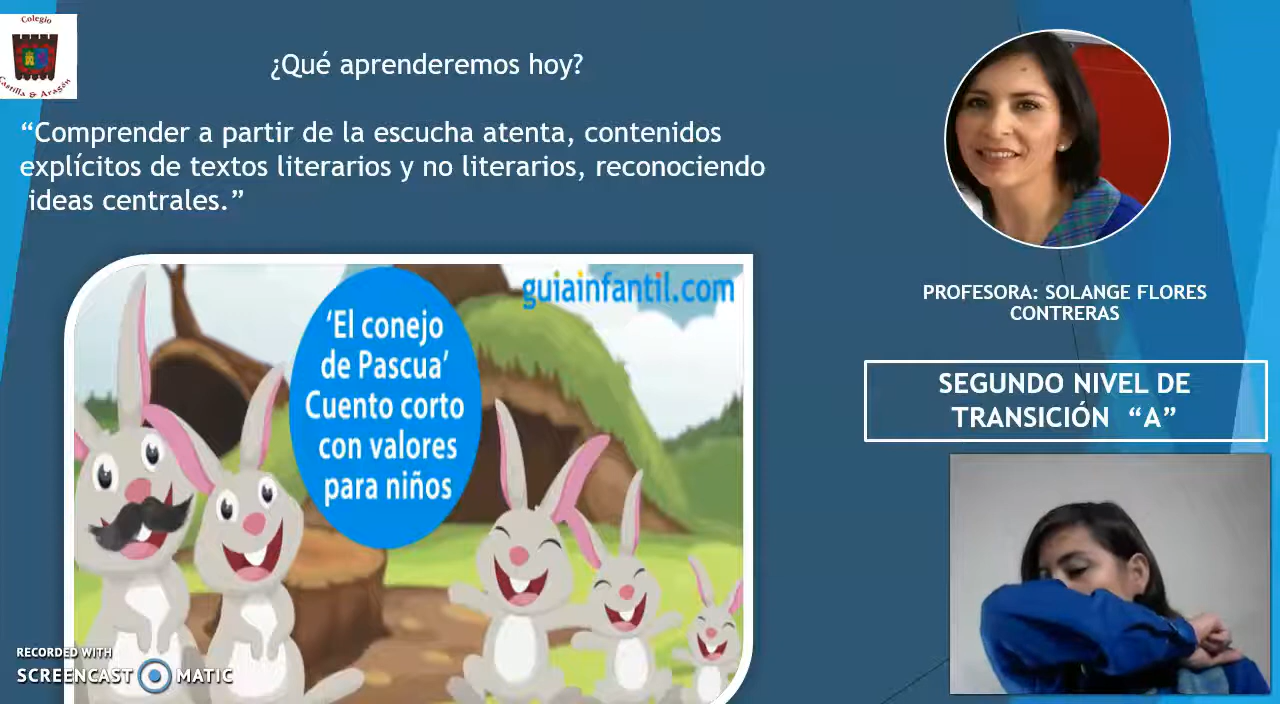 Colegio
Castilla & Aragón
¿Qué aprenderemos hoy?
“Comprender a partir de la escucha atenta, contenidos
explícitos de textos literarios y no literarios, reconociendo
ideas centrales.”
guiainfantil.com
‘El conejo
de Pascua’
Cuento corto
con valores
para niños
PROFESORA: SOLANGE FLORES
CONTRERAS
SEGUNDO NIVEL DE
TRANSICIÓN “A”
RECORDED WITH
SCREENCAST MATIC